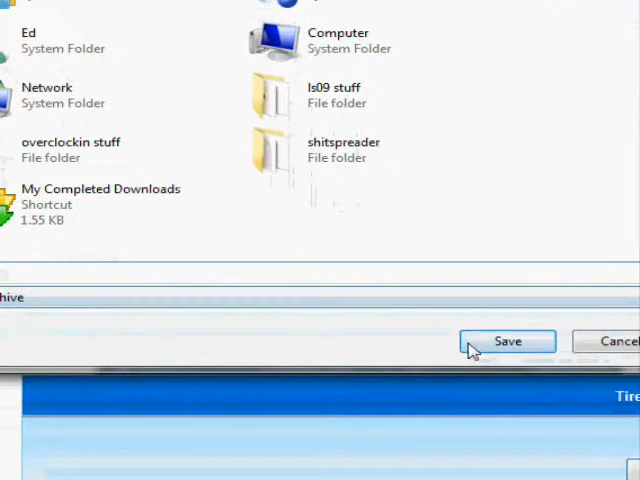 Ed
System Folder
Computer
System Folder
Network
System Folder
ls09 stuff
File folder
overclockin stuff
File folder
shitspreader
File folder
My Completed Downloads
Shortcut
1.55 KB
hive
Save
Cancel
Tire